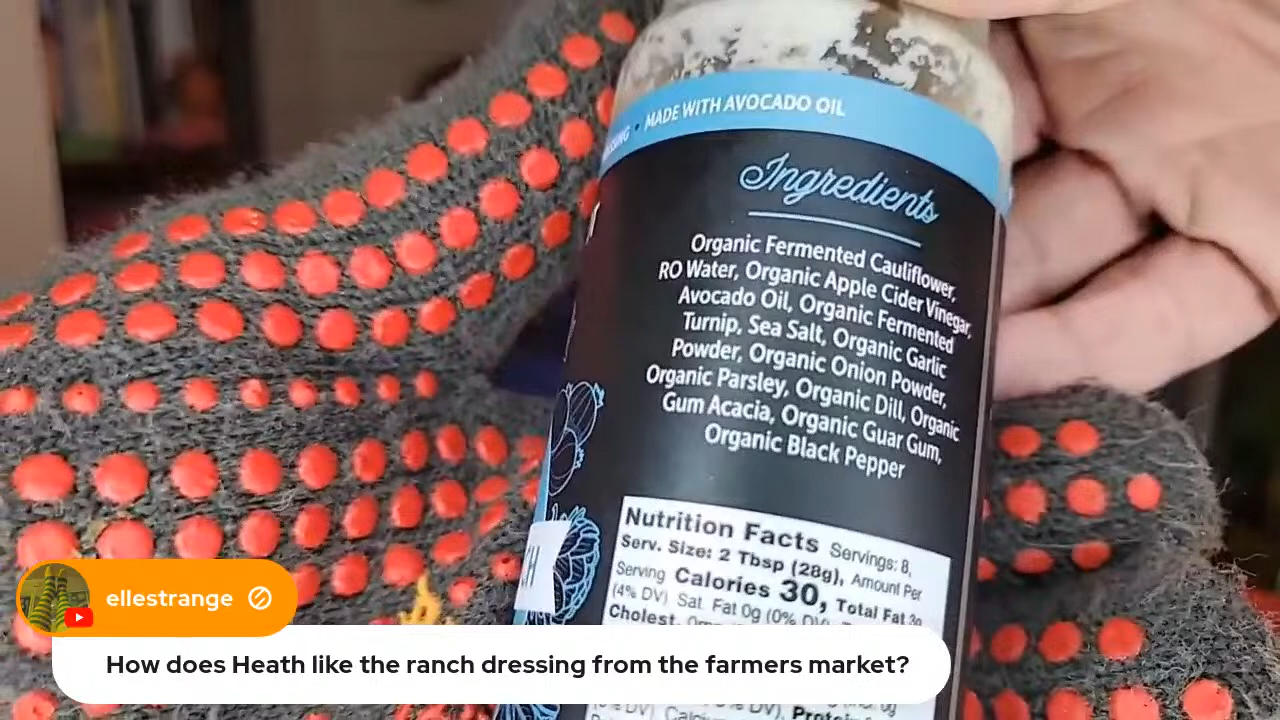 MADE WITH AVOCADO OIL
Ingredients
Organic Fermented Cauliflower,
RO Water, Organic Apple Cider Vinegar,
Avocado Oil, Organic Fermented
Turnip, Sea Salt, Organic Garlic
Powder, Organic Onion Powder,
Organic Parsley, Organic Dill, Organic
Gum Acacia, Organic Guar Gum,
Organic Black Pepper
Nutrition Facts Servings: 8,
Serv. Size: 2 Tbsp (28g), Amount Per
Serving Calories 30, Total Fat 3g
(4% DV) Sat. Fat 0g (0% DV),
Cholest.
ellestrange
How does Heath like the ranch dressing from the farmers market?